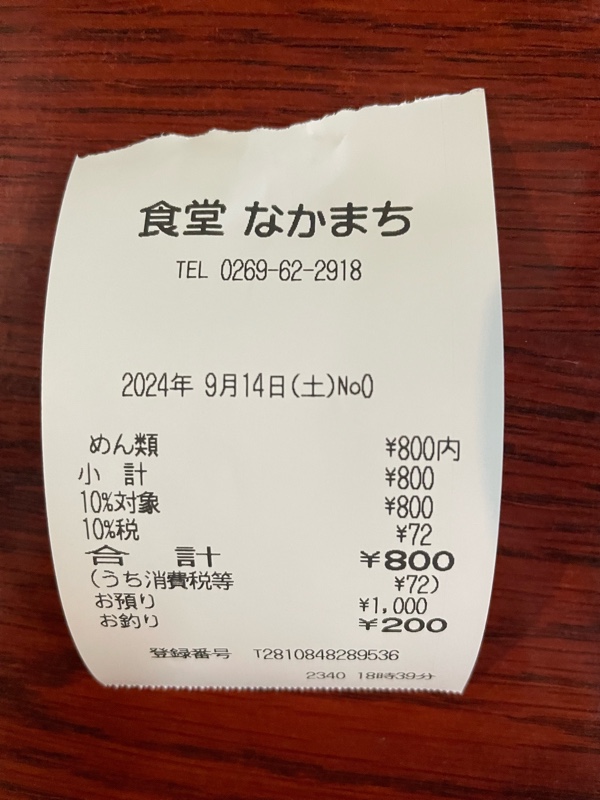 食堂 なかまち
TEL 0269-62-2918
2024年 9月14日(土)No0
めん類 ¥800内
小 計 ¥800
10%対象 ¥800
10%税 ¥72
合 計 ¥800
(うち消費税等 ¥72)
お預り ¥1,000
お釣り ¥200
登録番号 T2810848289536
2340 18時39分